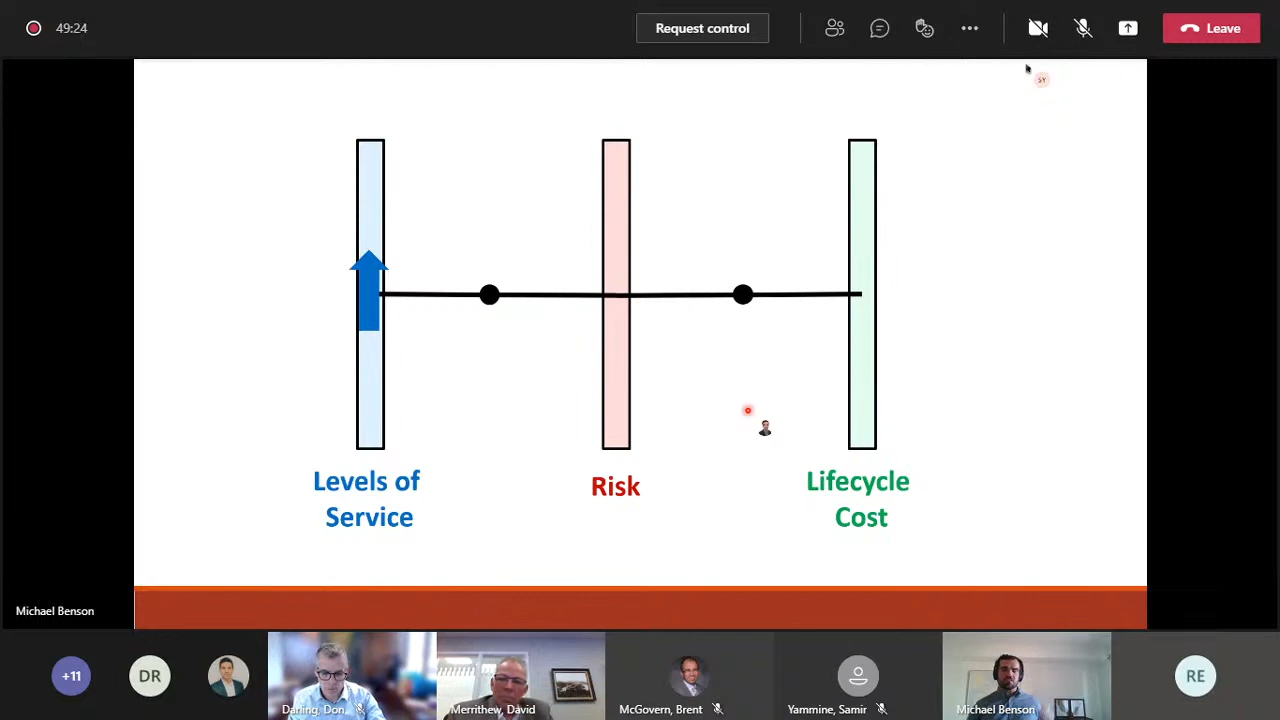 49:24
Request control
Leave
SY
Levels of
Service
Risk
Lifecycle
Cost
Michael Benson
+11
DR
Darling, Don
Merrithew, David
McGovern, Brent
Yammine, Samir
Michael Benson
RE